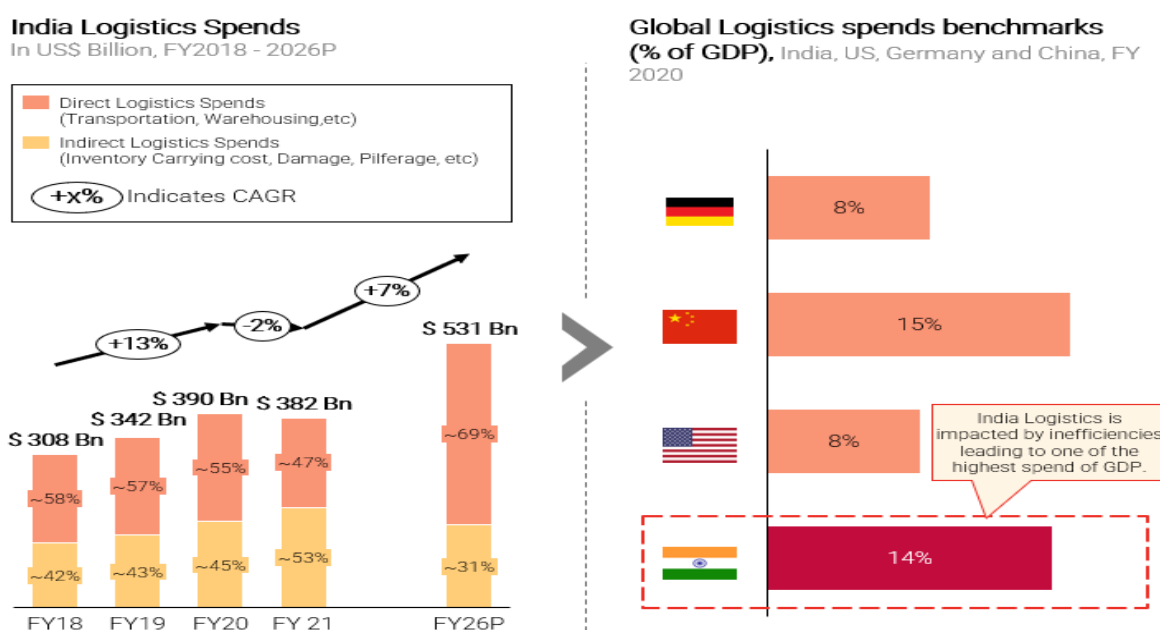 India Logistics Spends
In US$ Billion, FY2018 - 2026P
Direct Logistics Spends
(Transportation, Warehousing,etc)
Indirect Logistics Spends
(Inventory Carrying cost, Damage, Pilferage, etc)
+x% Indicates CAGR
+13%
-2%
+7%
$ 308 Bn
$ 342 Bn
$ 390 Bn
$ 382 Bn
$ 531 Bn
~58%
~57%
~55%
~47%
~69%
~42%
~43%
~45%
~53%
~31%
FY18
FY19
FY20
FY 21
FY26P
Global Logistics spends benchmarks
(% of GDP), India, US, Germany and China, FY
2020
8%
15%
8%
India Logistics is
impacted by inefficiencies
leading to one of the
highest spend of GDP.
14%